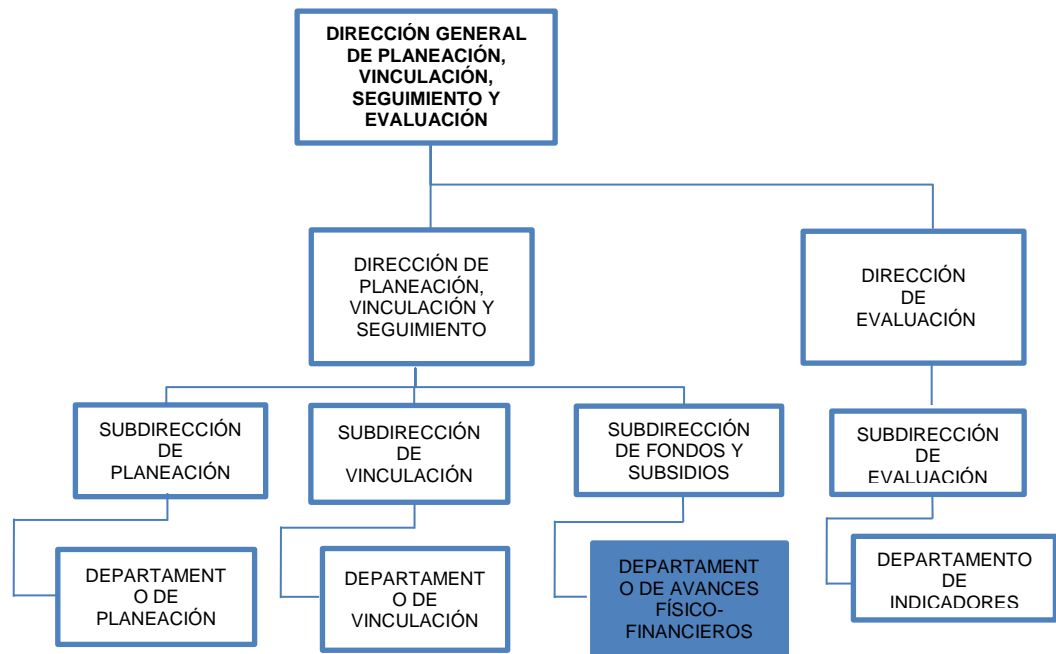 DIRECCIÓN GENERAL
DE PLANEACIÓN,
VINCULACIÓN,
SEGUIMIENTO Y
EVALUACIÓN
DIRECCIÓN DE
PLANEACIÓN,
VINCULACIÓN Y
SEGUIMIENTO
DIRECCIÓN
DE
EVALUACIÓN
SUBDIRECCIÓN
DE
PLANEACIÓN
SUBDIRECCIÓN
DE
VINCULACIÓN
SUBDIRECCIÓN
DE FONDOS Y
SUBSIDIOS
SUBDIRECCIÓN
DE
EVALUACIÓN
DEPARTAMENT
O DE
PLANEACIÓN
DEPARTAMENT
O DE
VINCULACIÓN
DEPARTAMENT
O DE AVANCES
FÍSICO-
FINANCIEROS
DEPARTAMENTO
DE
INDICADORES